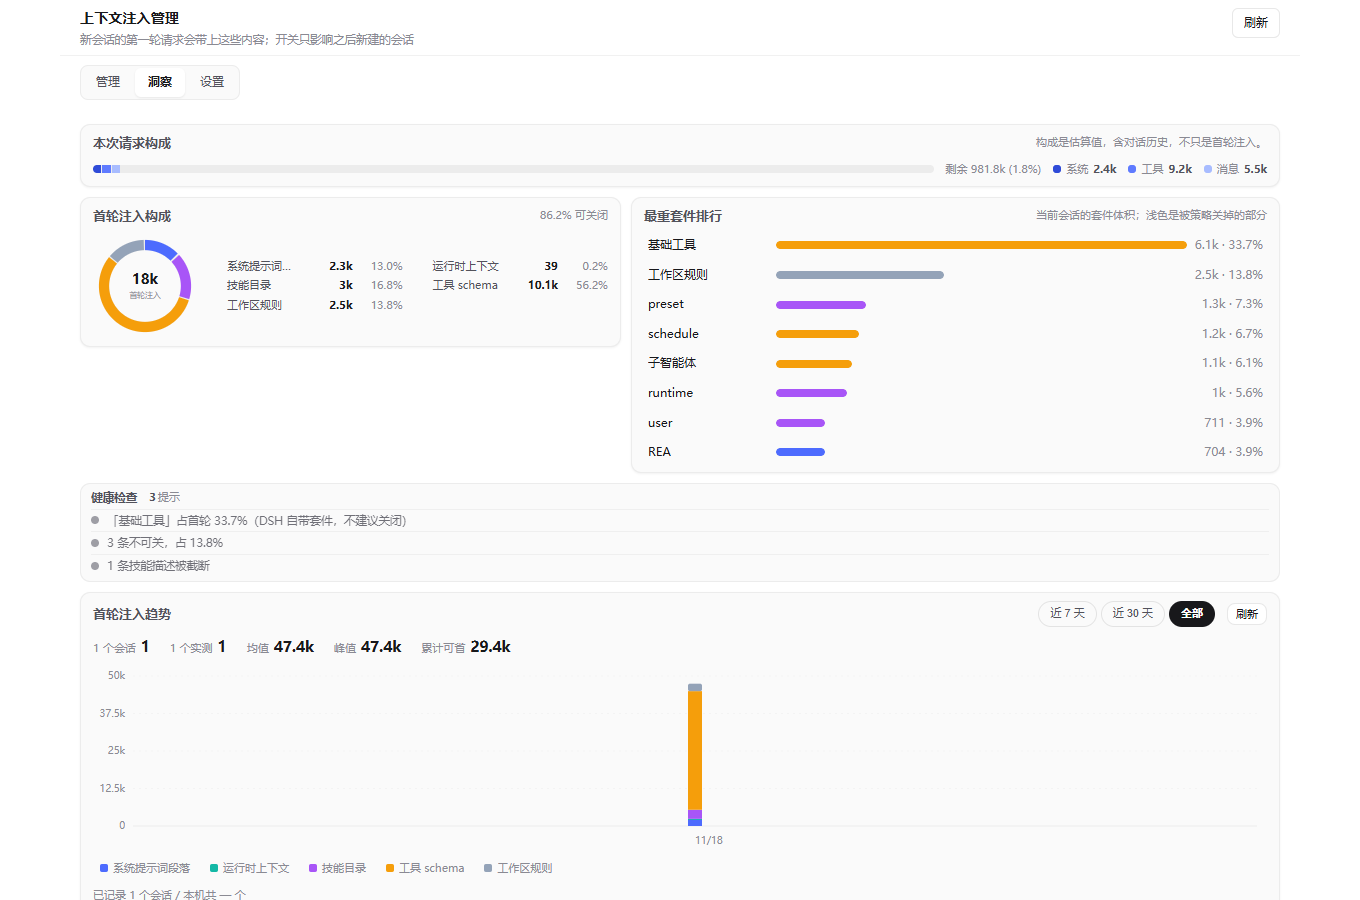 上下文注入管理
新会话的第一轮请求会带上这些内容；开关只影响之后新建的会话
刷新
管理 洞察 设置
本次请求构成
构成是估算值，含对话历史，不只是首轮注入。
剩余 981.8k (1.8%) 系统 2.4k 工具 9.2k 消息 5.5k
首轮注入构成
86.2% 可关闭
18k
首轮注入
系统提示词... 2.3k 13.0% 运行时上下文 39 0.2%
技能目录 3k 16.8% 工具 schema 10.1k 56.2%
工作区规则 2.5k 13.8%
最重套件排行
当前会话的套件体积；浅色是被策略关掉的部分
基础工具 6.1k · 33.7%
工作区规则 2.5k · 13.8%
preset 1.3k · 7.3%
schedule 1.2k · 6.7%
子智能体 1.1k · 6.1%
runtime 1k · 5.6%
user 711 · 3.9%
REA 704 · 3.9%
健康检查 3 提示
「基础工具」占首轮 33.7%（DSH 自带套件，不建议关闭）
3 条不可关，占 13.8%
1 条技能描述被截断
首轮注入趋势
近 7 天 近 30 天 全部 刷新
1 个会话 1 1 个实测 1 均值 47.4k 峰值 47.4k 累计可省 29.4k
50k
37.5k
25k
12.5k
0
11/18
系统提示词段落 运行时上下文 技能目录 工具 schema 工作区规则
已记录 1 个会话 / 本机共 — 个